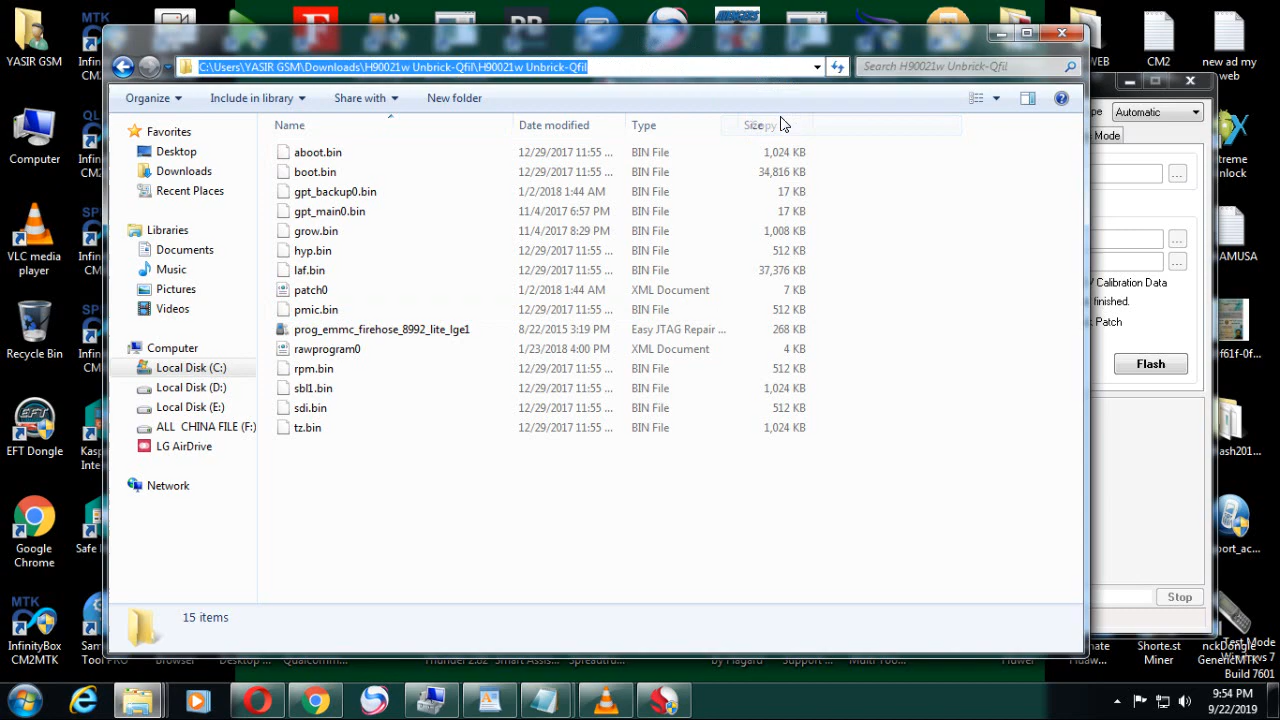 C:\Users\YASIR GSM\Downloads\H90021w Unbrick-Qfil\H90021w Unbrick-Qfil
Search H90021w Unbrick-Qfil
Organize
Include in library
Share with
New folder
Name
Date modified
Type
Size
Copy
aboot.bin 12/29/2017 11:55 ... BIN File 1,024 KB
boot.bin 12/29/2017 11:55 ... BIN File 34,816 KB
gpt_backup0.bin 1/2/2018 1:44 AM BIN File 17 KB
gpt_main0.bin 11/4/2017 6:57 PM BIN File 17 KB
grow.bin 11/4/2017 8:29 PM BIN File 1,008 KB
hyp.bin 12/29/2017 11:55 ... BIN File 512 KB
laf.bin 12/29/2017 11:55 ... BIN File 37,376 KB
patch0 1/2/2018 1:44 AM XML Document 7 KB
pmic.bin 12/29/2017 11:55 ... BIN File 512 KB
prog_emmc_firehose_8992_lite_lge1 8/22/2015 3:19 PM Easy JTAG Repair ... 268 KB
rawprogram0 1/23/2018 4:00 PM XML Document 4 KB
rpm.bin 12/29/2017 11:55 ... BIN File 512 KB
sbl1.bin 12/29/2017 11:55 ... BIN File 1,024 KB
sdi.bin 12/29/2017 11:55 ... BIN File 512 KB
tz.bin 12/29/2017 11:55 ... BIN File 1,024 KB
Favorites
Desktop
Downloads
Recent Places
Libraries
Documents
Music
Pictures
Videos
Computer
Local Disk (C:)
Local Disk (D:)
Local Disk (E:)
ALL CHINA FILE (F:)
LG AirDrive
Network
15 items
YASIR GSM
Computer
VLC media player
Recycle Bin
EFT Dongle
Google Chrome
InfinityBox CM2MTK
CM2
new ad my web
Automatic
Mode
Calibration Data
finished.
Patch
Flash
Stop
AMUSA
Shorte.st Miner
Test Mode
Windows 7
Build 7601
9:54 PM
9/22/2019